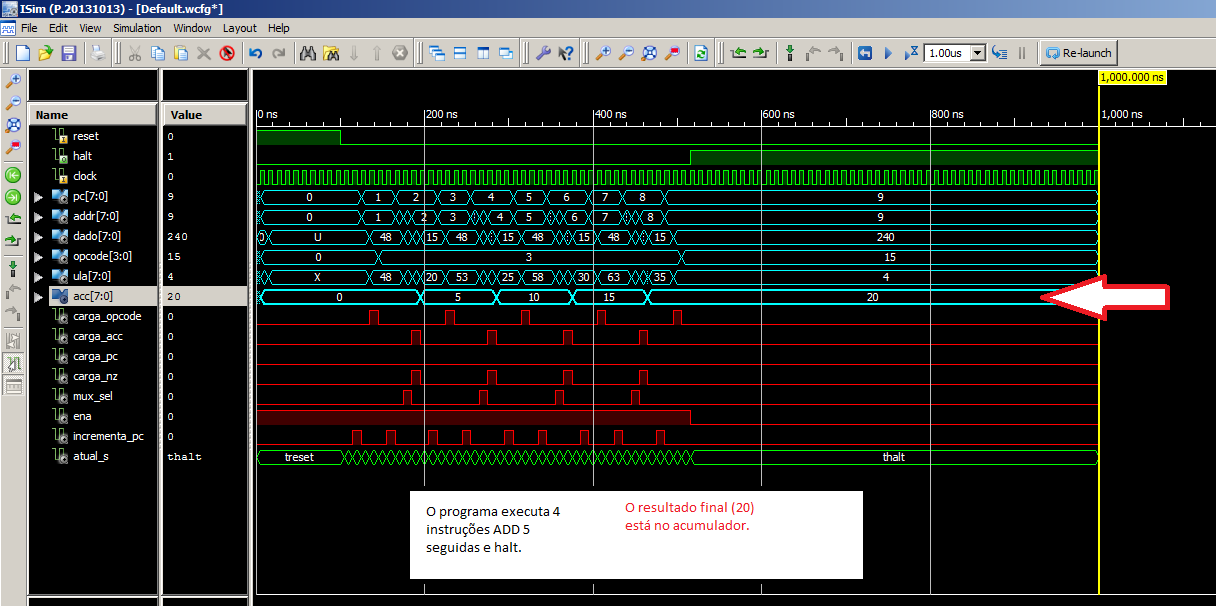 ISim (P.20131013) - [Default.wcfg*]
File Edit View Simulation Window Layout Help
1.00us Re-launch
1,000.000 ns
Name Value
0 ns 200 ns 400 ns 600 ns 800 ns 1,000 ns
reset 0
halt 1
clock 0
pc[7:0] 9 0 1 2 3 4 5 6 7 8 9
addr[7:0] 9 0 1 2 3 4 5 6 7 8 9
dado[7:0] 240 0 U 48 15 48 15 48 15 48 15 240
opcode[3:0] 15 0 3 15
ula[7:0] 4 X 48 20 53 25 58 30 63 35 4
acc[7:0] 20 0 5 10 15 20
carga_opcode 0
carga_acc 0
carga_pc 0
carga_nz 0
mux_sel 0
ena 0
incrementa_pc 0
atual_s thalt treset thalt
O programa executa 4
instruções ADD 5
seguidas e halt.
O resultado final (20)
está no acumulador.